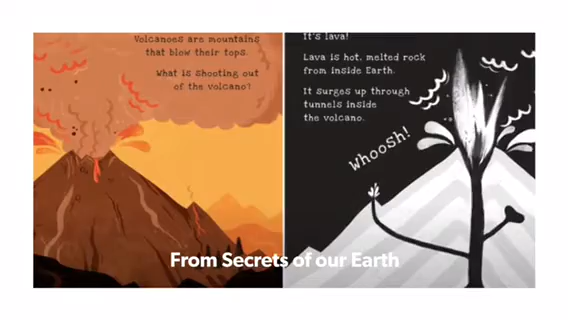 Volcanoes are mountains
that blow their tops.
What is shooting out
of the volcano?
It's lava!
Lava is hot, melted rock
from inside Earth.
It surges up through
tunnels inside
the volcano.
Whoosh!
From Secrets of our Earth